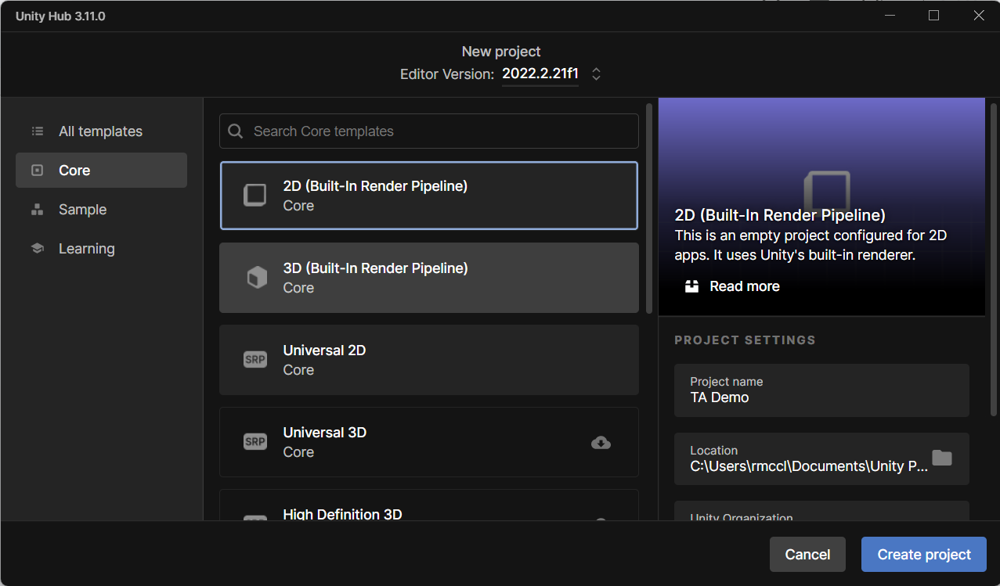 Unity Hub 3.11.0
New project
Editor Version: 2022.2.21f1
All templates
Core
Sample
Learning
Search Core templates
2D (Built-In Render Pipeline)
Core
3D (Built-In Render Pipeline)
Core
SRP
Universal 2D
Core
SRP
Universal 3D
Core
High Definition 3D
2D (Built-In Render Pipeline)
This is an empty project configured for 2D
apps. It uses Unity's built-in renderer.
Read more
PROJECT SETTINGS
Project name
TA Demo
Location
C:\Users\rmccl\Documents\Unity P...
Unity Organization
Cancel
Create project